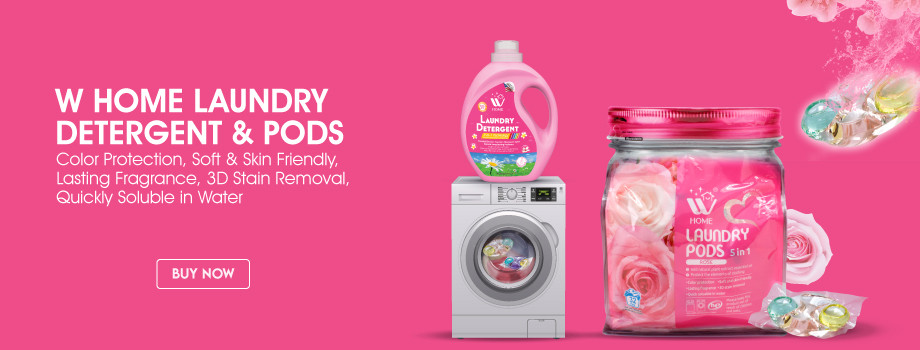 W HOME LAUNDRY
DETERGENT & PODS
Color Protection, Soft & Skin Friendly,
Lasting Fragrance, 3D Stain Removal,
Quickly Soluble in Water
BUY NOW
W
HOME
LAUNDRY
DETERGENT
W
HOME
LAUNDRY
PODS 5 in 1